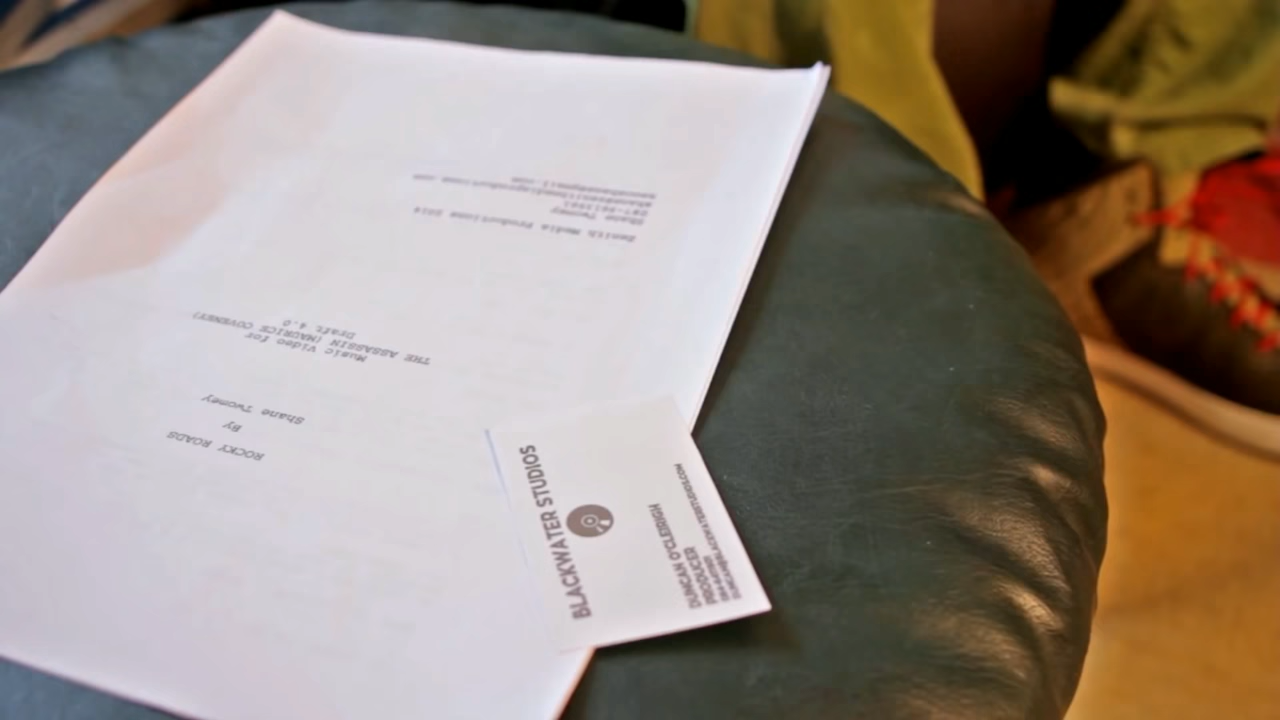 ROCKY ROADS
By
Shane Twomey
Music Video for
THE ASSASSIN (MAURICE COVENEY)
Draft 4.0
Zenith Media Productions 2014
Shane Twomey
BLACKWATER STUDIOS
DUNCAN O'CLEIRIGH
PRODUCER